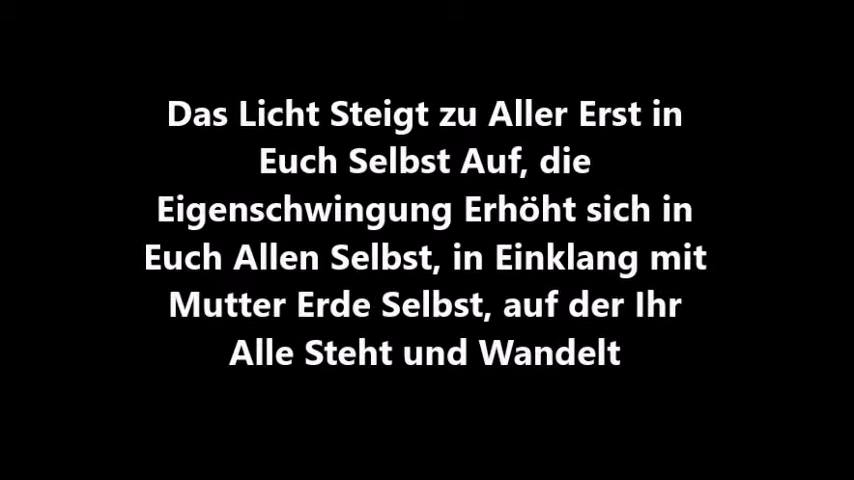 Das Licht Steigt zu Aller Erst in
Euch Selbst Auf, die
Eigenschwingung Erhöht sich in
Euch Allen Selbst, in Einklang mit
Mutter Erde Selbst, auf der Ihr
Alle Steht und Wandelt